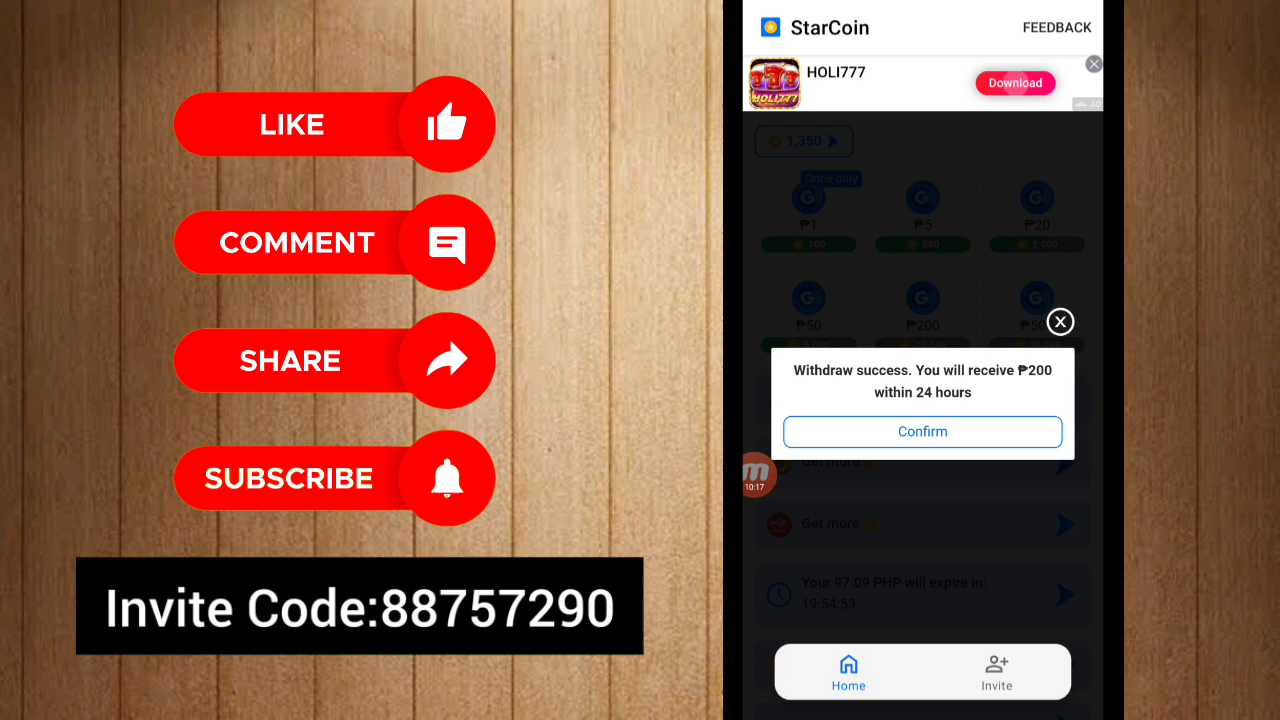 LIKE
COMMENT
SHARE
SUBSCRIBE
Invite Code:88757290
StarCoin
FEEDBACK
HOLI777
Download
AD
1,350
Once only
₱1
₱5
₱20
100
500
2,000
₱50
₱200
Withdraw success. You will receive ₱200
within 24 hours
Confirm
Get more
10:17
Get more
Your 97.09 PHP will expire in:
19:54:53
Home
Invite